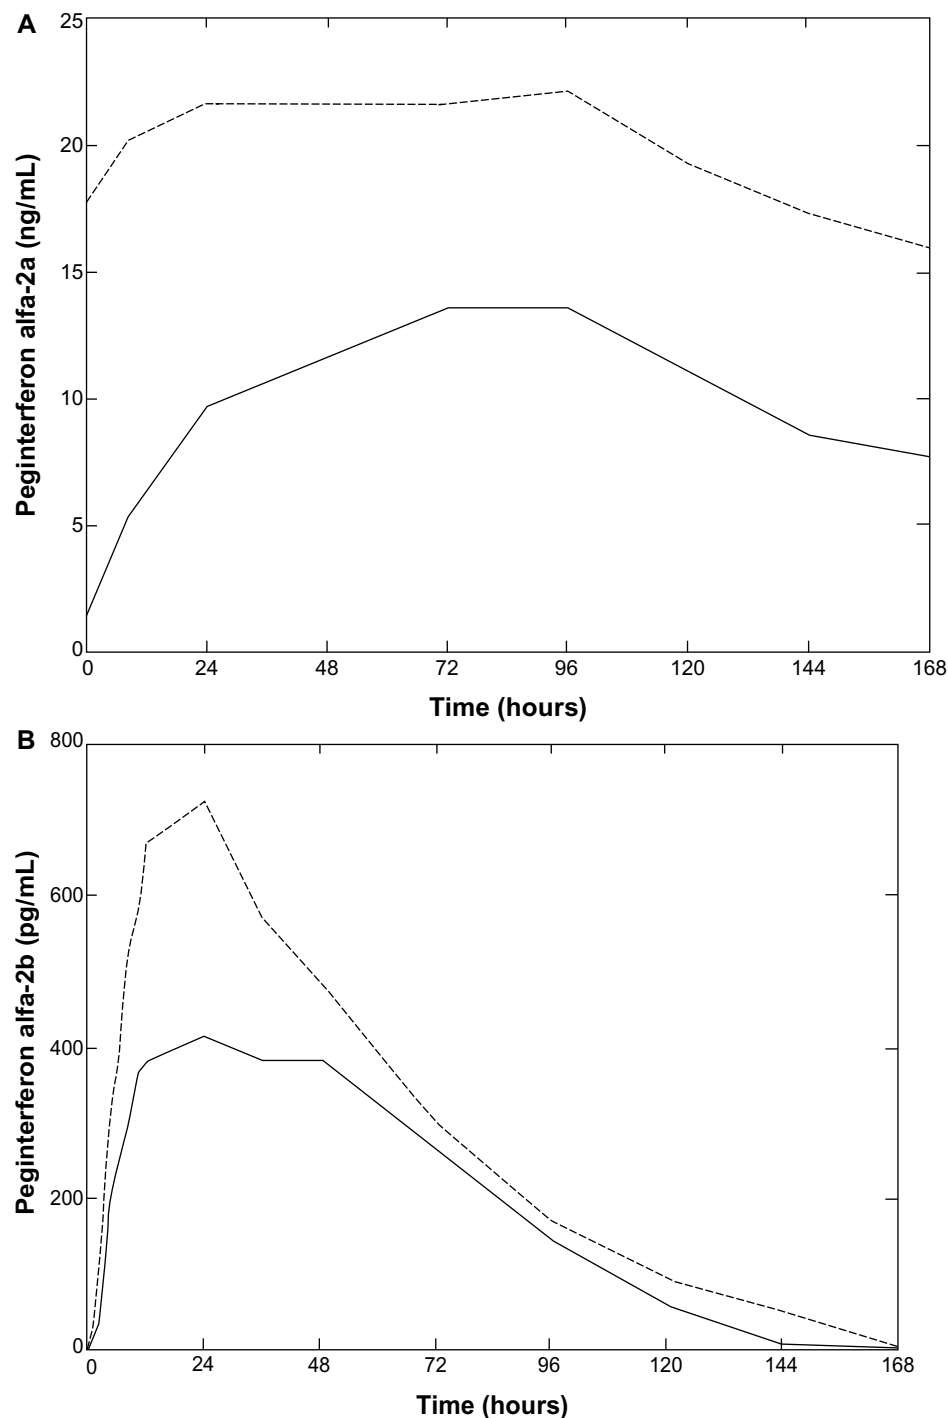 A
25
20
15
10
5
0
Peginterferon alfa-2a (ng/mL)
0 24 48 72 96 120 144 168
Time (hours)
B
800
600
400
200
0
Peginterferon alfa-2b (pg/mL)
0 24 48 72 96 120 144 168
Time (hours)